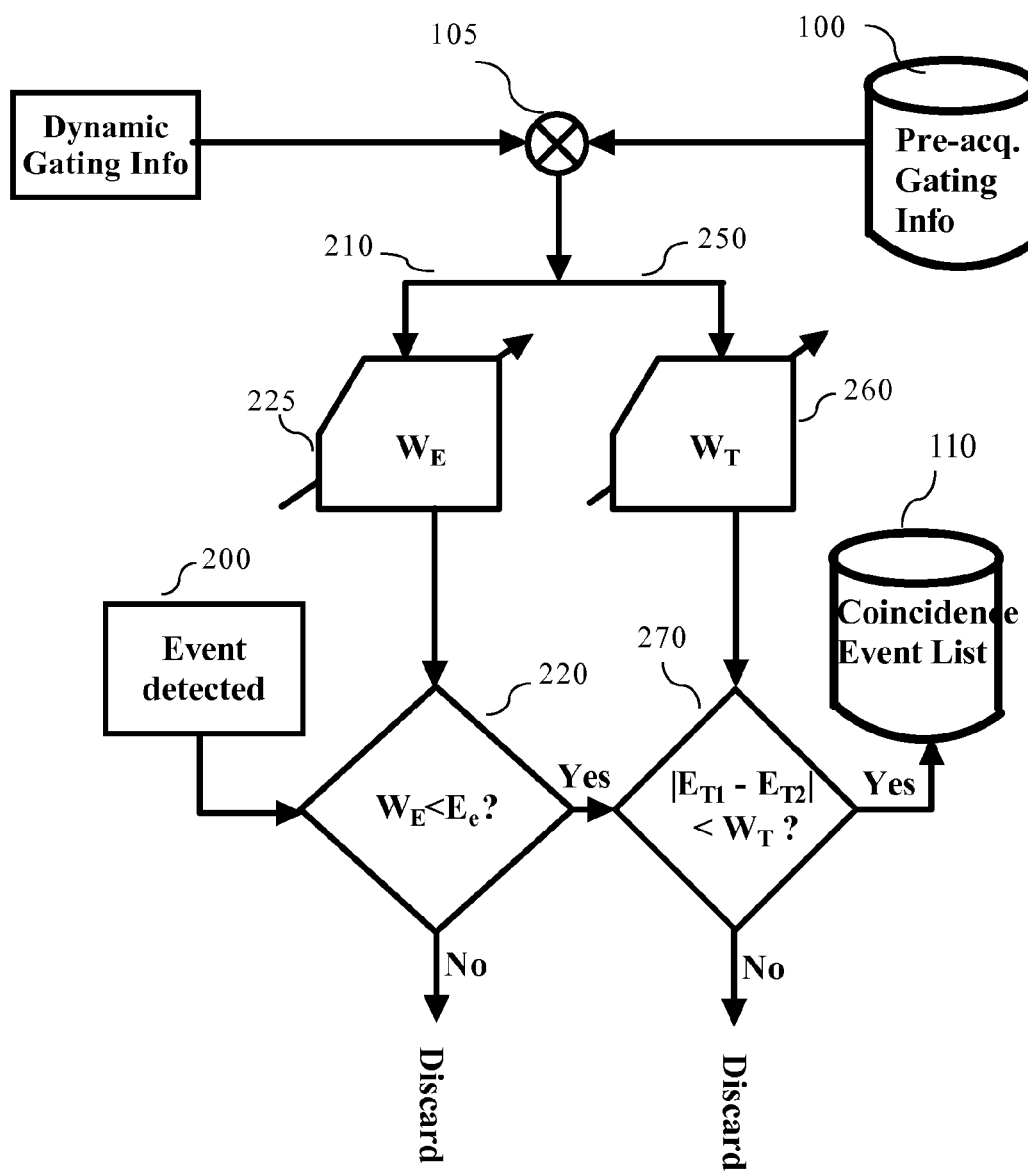 105
100
Dynamic
Gating Info
Pre-acq.
Gating
Info
210
250
225
W_E
260
W_T
110
200
Event
detected
Coincidence
Event List
220
270
W_E<E_e?
Yes
|E_T1 - E_T2|
< W_T ?
Yes
No
No
Discard
Discard